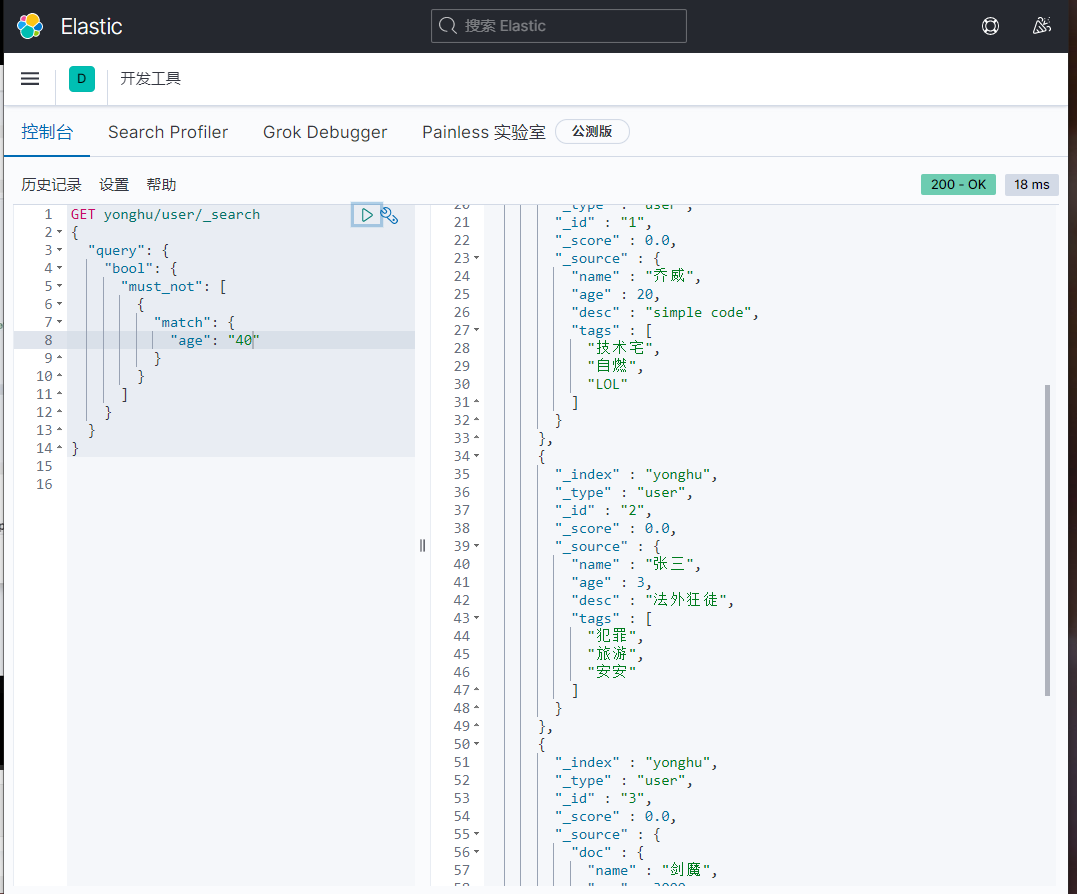 Elastic
搜索 Elastic
D
开发工具
控制台
Search Profiler
Grok Debugger
Painless 实验室
公测版
历史记录
设置
帮助
200 - OK
18 ms
1 GET yonghu/user/_search
2 {
3 "query": {
4 "bool": {
5 "must_not": [
6 {
7 "match": {
8 "age": "40"
9 }
10 }
11 ]
12 }
13 }
14 }
15
16
20 "_type" : "user",
21 "_id" : "1",
22 "_score" : 0.0,
23 "_source" : {
24 "name" : "乔威",
25 "age" : 20,
26 "desc" : "simple code",
27 "tags" : [
28 "技术宅",
29 "自燃",
30 "LOL"
31 ]
32 }
33 },
34 {
35 "_index" : "yonghu",
36 "_type" : "user",
37 "_id" : "2",
38 "_score" : 0.0,
39 "_source" : {
40 "name" : "张三",
41 "age" : 3,
42 "desc" : "法外狂徒",
43 "tags" : [
44 "犯罪",
45 "旅游",
46 "安安"
47 ]
48 }
49 },
50 {
51 "_index" : "yonghu",
52 "_type" : "user",
53 "_id" : "3",
54 "_score" : 0.0,
55 "_source" : {
56 "doc" : {
57 "name" : "剑魔",